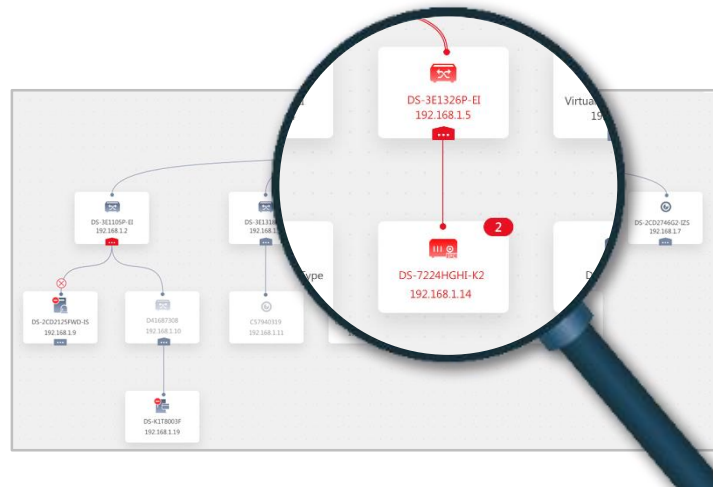 DS-3E1326P-EI
192.168.1.5
Virtual
19
DS-3E1105P-EI
192.168.1.2
DS-3E1318
192.168.1
DS-2CD2746G2-IZS
192.168.1.7
2
Type
DS-7224HGHI-K2
192.168.1.14
D
DS-2CD2125FWD-IS
192.168.1.9
D41687308
192.168.1.10
C57940319
192.168.1.11
DS-K1T8003F
192.168.1.19